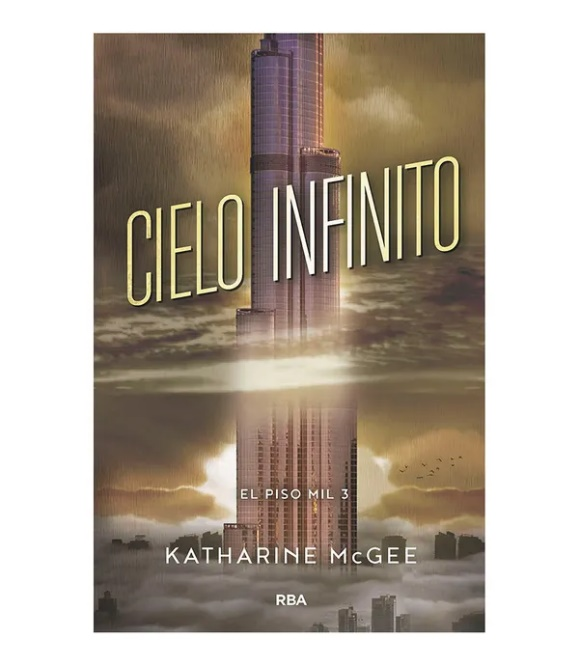 CIELO INFINITO
EL PISO MIL 3
KATHARINE McGEE
RBA